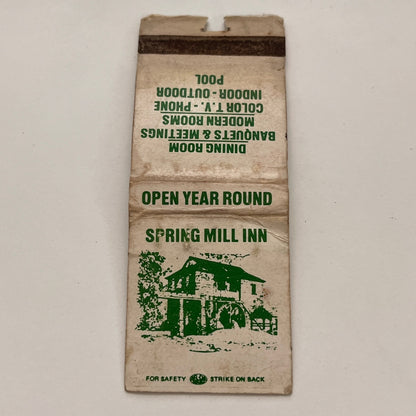 DINING ROOM
BANQUETS & MEETINGS
MODERN ROOMS
COLOR T.V. - PHONE
INDOOR - OUTDOOR
POOL
OPEN YEAR ROUND
SPRING MILL INN
FOR SAFETY STRIKE ON BACK